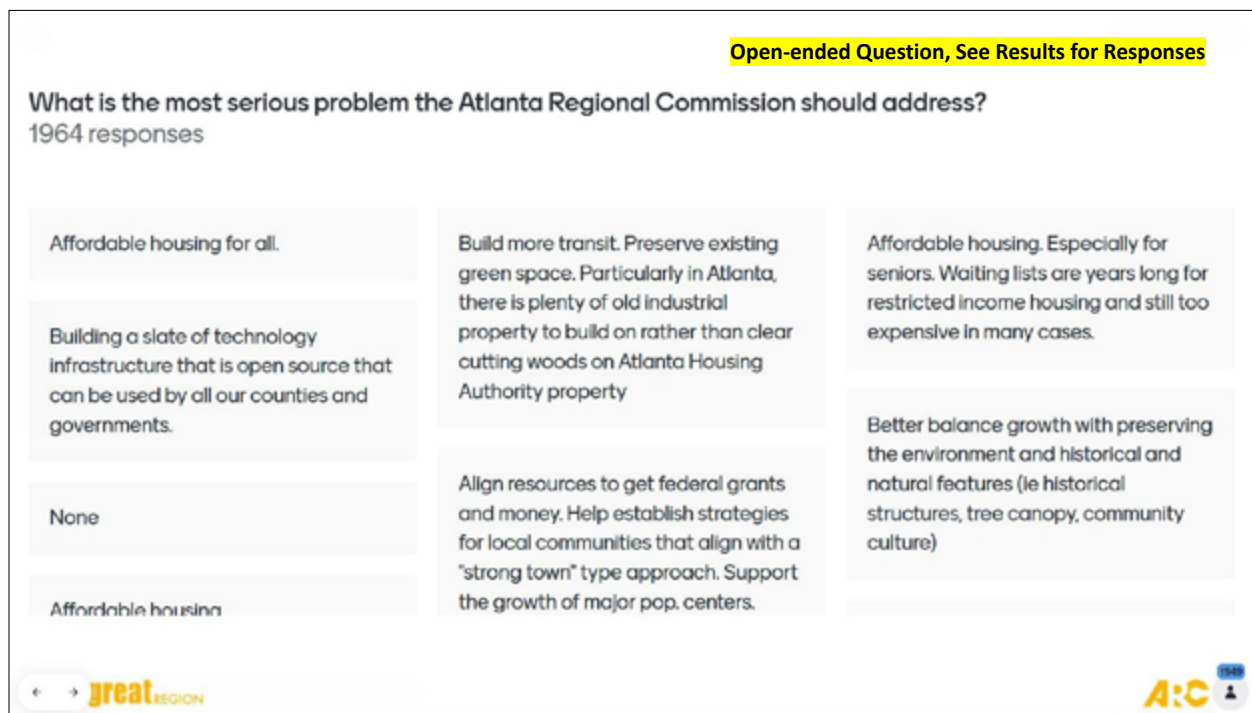 Open-ended Question, See Results for Responses
What is the most serious problem the Atlanta Regional Commission should address?
1964 responses
Affordable housing for all.
Building a slate of technology
infrastructure that is open source that
can be used by all our counties and
governments.
None
Affordable housing
Build more transit. Preserve existing
green space. Particularly in Atlanta,
there is plenty of old industrial
property to build on rather than clear
cutting woods on Atlanta Housing
Authority property
Align resources to get federal grants
and money. Help establish strategies
for local communities that align with a
"strong town" type approach. Support
the growth of major pop. centers.
Affordable housing. Especially for
seniors. Waiting lists are years long for
restricted income housing and still too
expensive in many cases.
Better balance growth with preserving
the environment and historical and
natural features (ie historical
structures, tree canopy, community
culture)
great REGION
ARC
1949